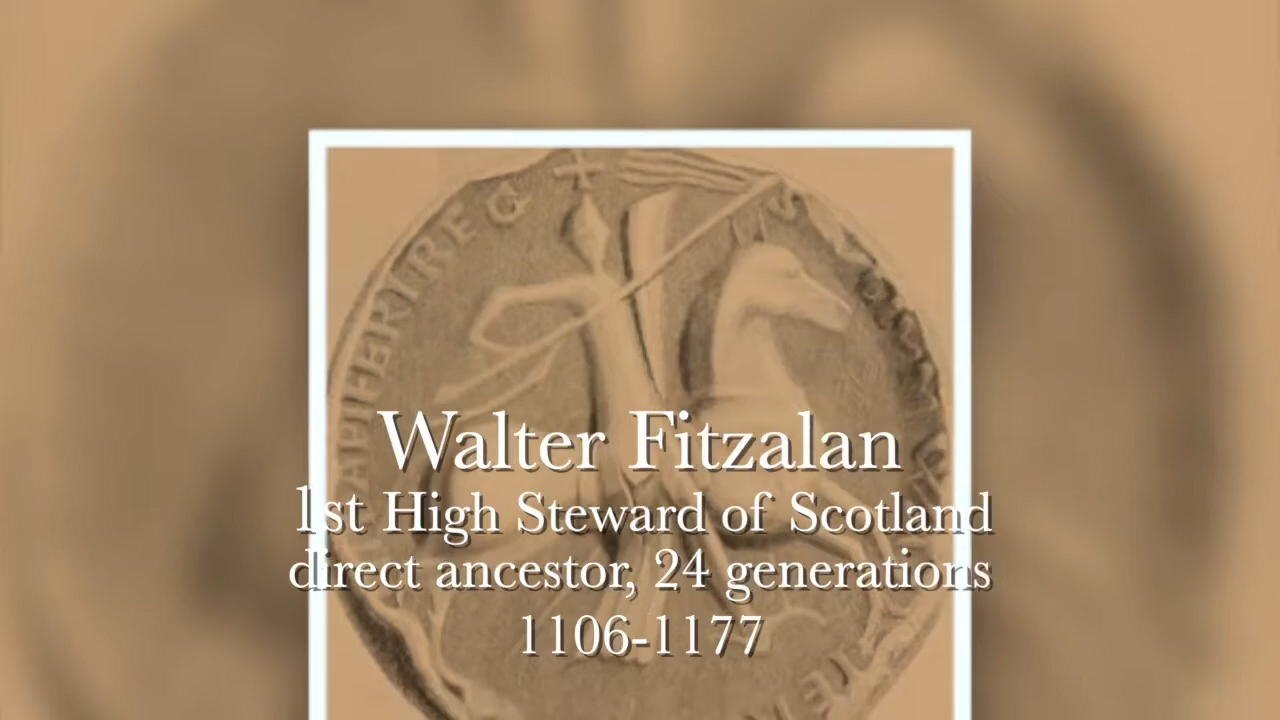 Walter Fitzalan
1st High Steward of Scotland
direct ancestor, 24 generations
1106-1177